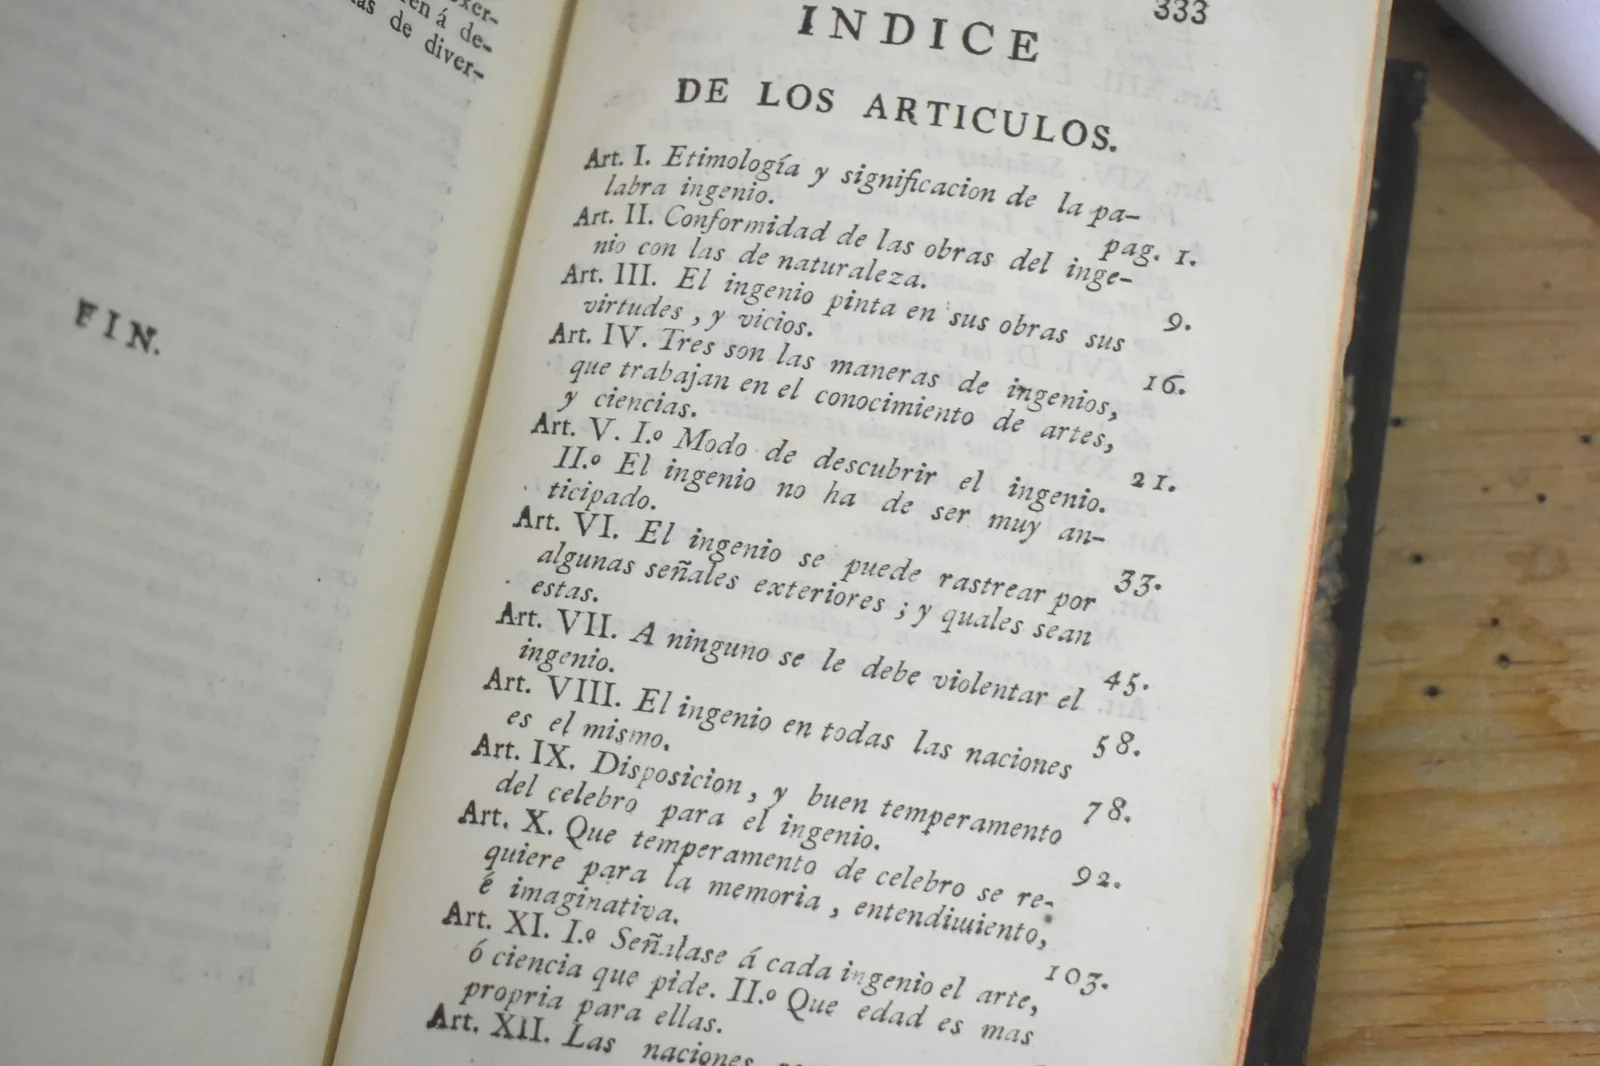 exer-
ren á de-
as de diver-
FIN.
333
INDICE
DE LOS ARTICULOS.
Art. I. Etimología y significacion de la pa-
labra ingenio. pag. 1.
Art. II. Conformidad de las obras del inge-
nio con las de naturaleza. 9.
Art. III. El ingenio pinta en sus obras sus
virtudes, y vicios. 16.
Art. IV. Tres son las maneras de ingenios,
que trabajan en el conocimiento de artes,
y ciencias. 21.
Art. V. I.º Modo de descubrir el ingenio.
II.º El ingenio no ha de ser muy an-
ticipado. 33.
Art. VI. El ingenio se puede rastrear por
algunas señales exteriores; y quales sean
estas. 45.
Art. VII. A ninguno se le debe violentar el
ingenio. 58.
Art. VIII. El ingenio en todas las naciones
es el mismo. 78.
Art. IX. Disposicion, y buen temperamento
del celebro para el ingenio. 92.
Art. X. Que temperamento de celebro se re-
quiere para la memoria, entendimiento,
é imaginativa. 103.
Art. XI. I.º Señalase á cada ingenio el arte,
ó ciencia que pide. II.º Que edad es mas
propria para ellas.
Art. XII. Las naciones